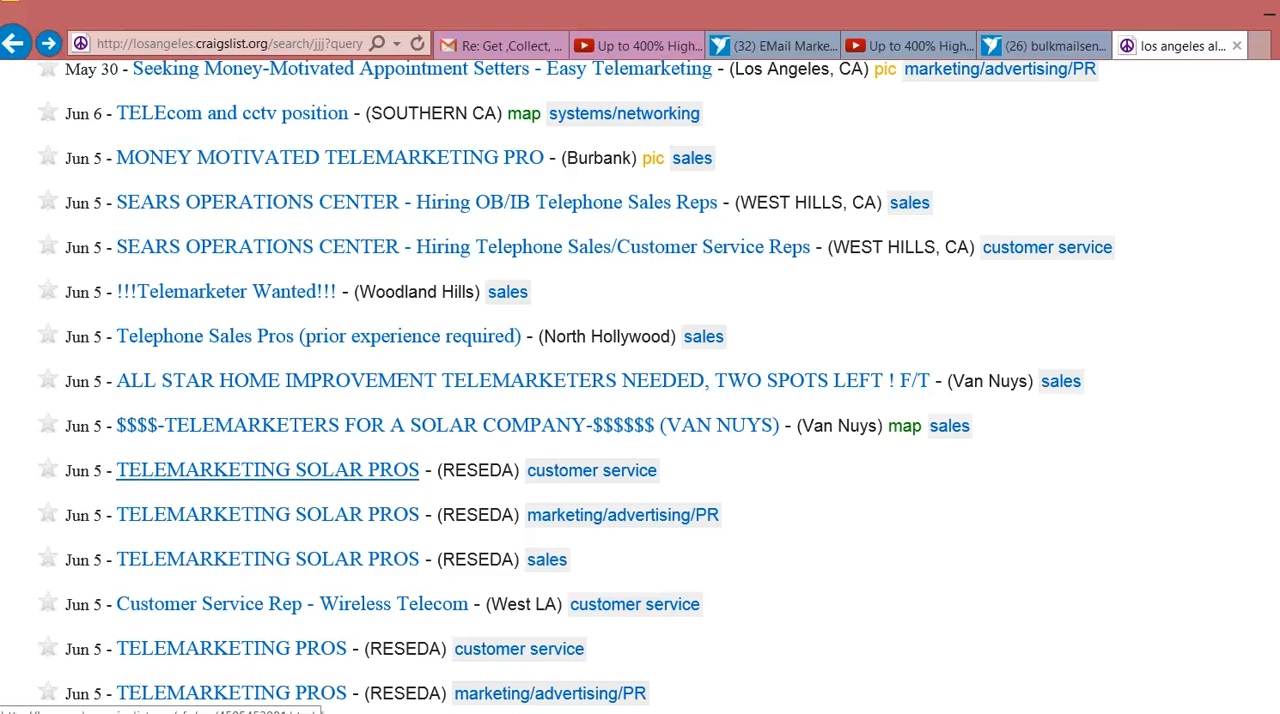 http://losangeles.craigslist.org/search/jjj?query
Re: Get ,Collect, ...
Up to 400% High...
(32) EMail Marke...
Up to 400% High...
(26) bulkmailsen...
los angeles al...
May 30 - Seeking Money-Motivated Appointment Setters - Easy Telemarketing - (Los Angeles, CA) pic marketing/advertising/PR
Jun 6 - TELEcom and cctv position - (SOUTHERN CA) map systems/networking
Jun 5 - MONEY MOTIVATED TELEMARKETING PRO - (Burbank) pic sales
Jun 5 - SEARS OPERATIONS CENTER - Hiring OB/IB Telephone Sales Reps - (WEST HILLS, CA) sales
Jun 5 - SEARS OPERATIONS CENTER - Hiring Telephone Sales/Customer Service Reps - (WEST HILLS, CA) customer service
Jun 5 - !!!Telemarketer Wanted!!! - (Woodland Hills) sales
Jun 5 - Telephone Sales Pros (prior experience required) - (North Hollywood) sales
Jun 5 - ALL STAR HOME IMPROVEMENT TELEMARKETERS NEEDED, TWO SPOTS LEFT ! F/T - (Van Nuys) sales
Jun 5 - $$$$-TELEMARKETERS FOR A SOLAR COMPANY-$$$$$$ (VAN NUYS) - (Van Nuys) map sales
Jun 5 - TELEMARKETING SOLAR PROS - (RESEDA) customer service
Jun 5 - TELEMARKETING SOLAR PROS - (RESEDA) marketing/advertising/PR
Jun 5 - TELEMARKETING SOLAR PROS - (RESEDA) sales
Jun 5 - Customer Service Rep - Wireless Telecom - (West LA) customer service
Jun 5 - TELEMARKETING PROS - (RESEDA) customer service
Jun 5 - TELEMARKETING PROS - (RESEDA) marketing/advertising/PR